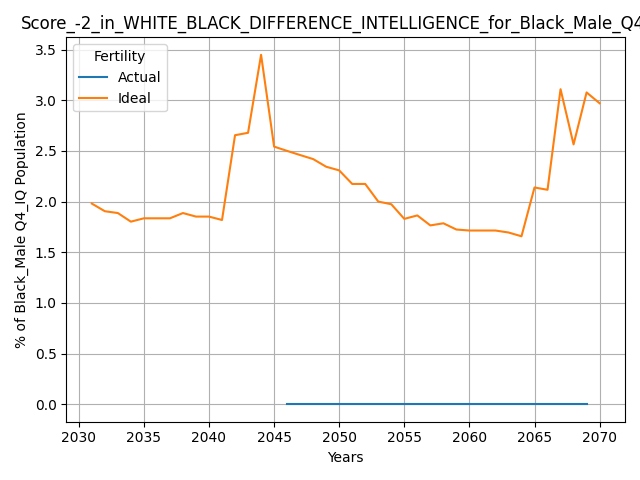 Score_-2_in_WHITE_BLACK_DIFFERENCE_INTELLIGENCE_for_Black_Male_Q4
Fertility
Actual
Ideal
% of Black_Male Q4_IQ Population
3.5
3.0
2.5
2.0
1.5
1.0
0.5
0.0
2030 2035 2040 2045 2050 2055 2060 2065 2070
Years